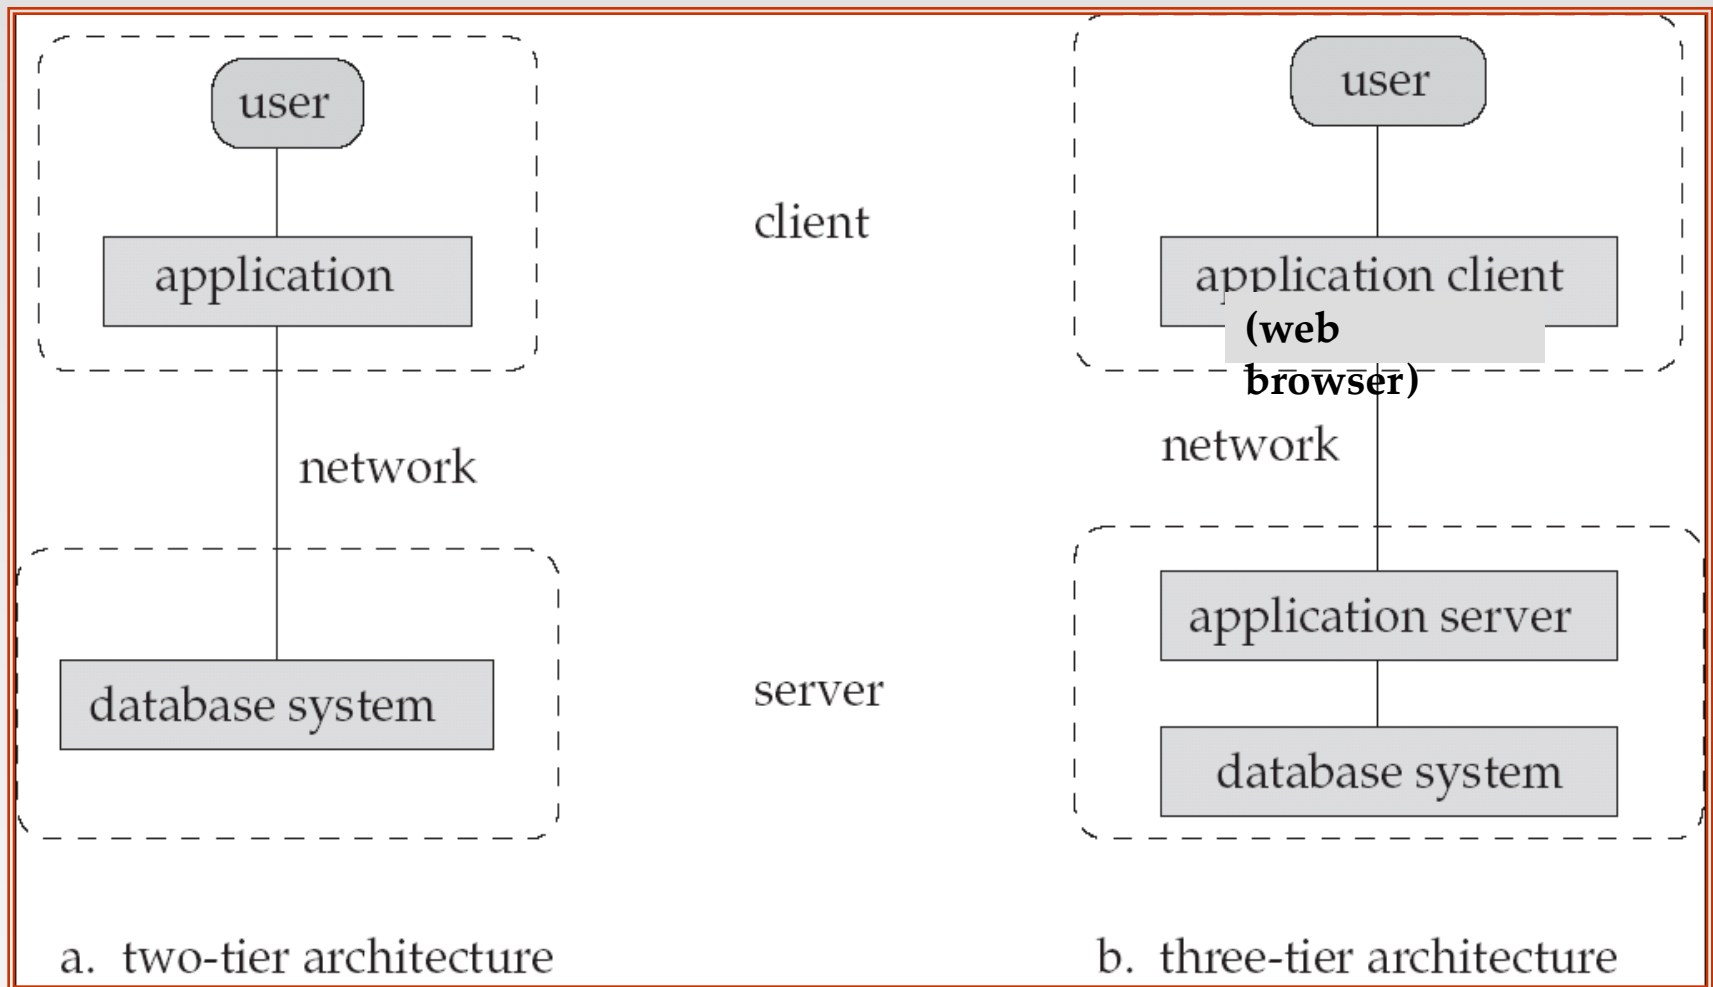 user
application
network
database system
a. two-tier architecture
client
server
user
application client
(web
browser)
network
application server
database system
b. three-tier architecture